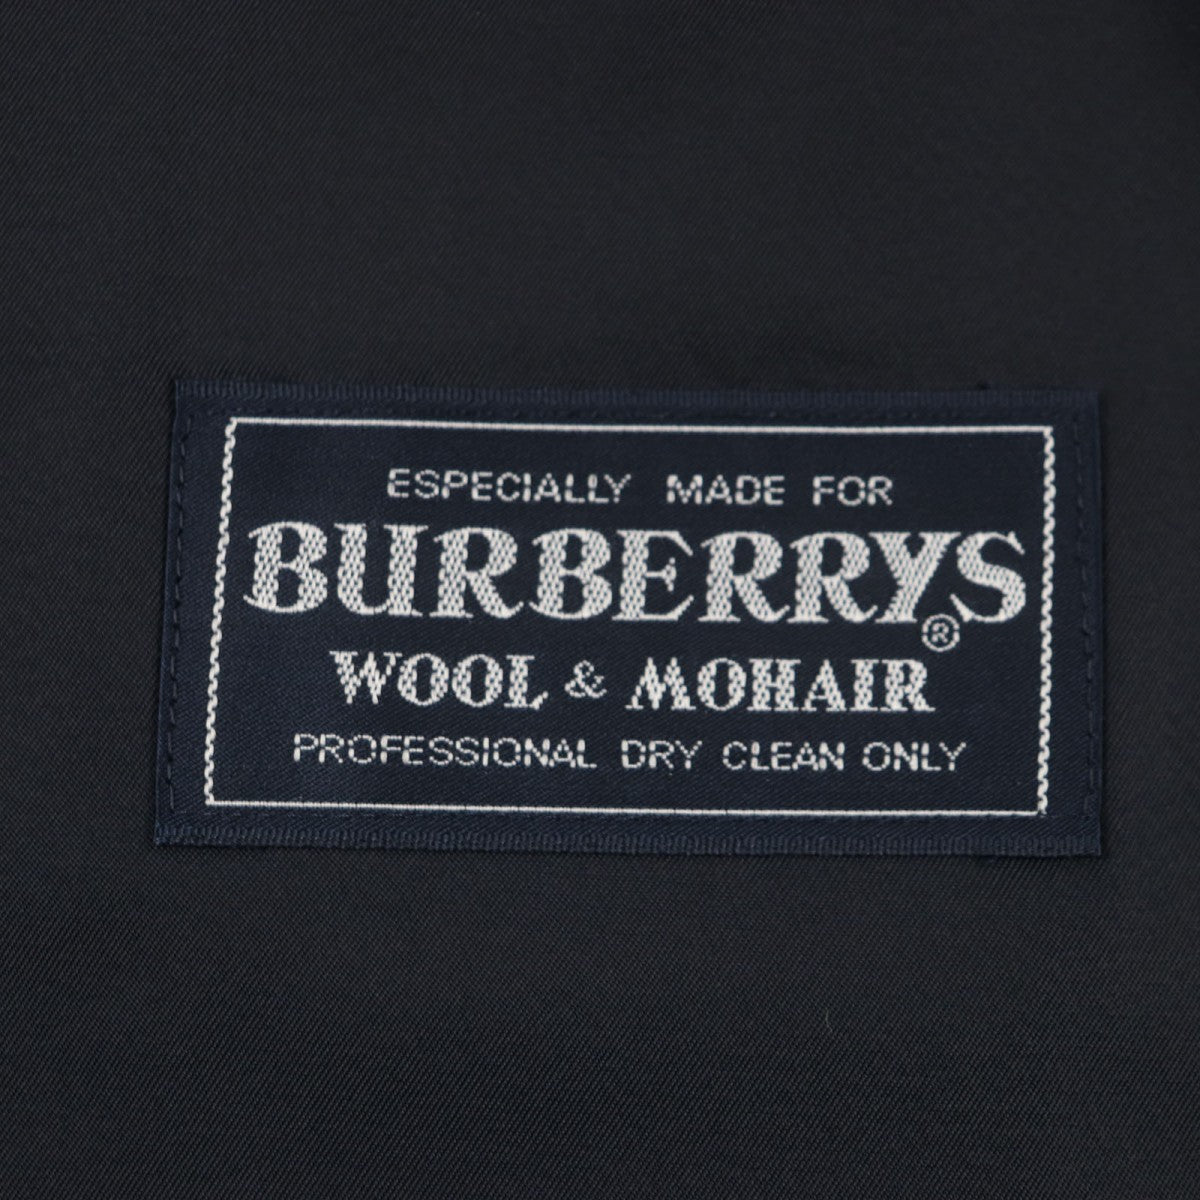 ESPECIALLY MADE FOR
BURBERRYS®
WOOL & MOHAIR
PROFESSIONAL DRY CLEAN ONLY